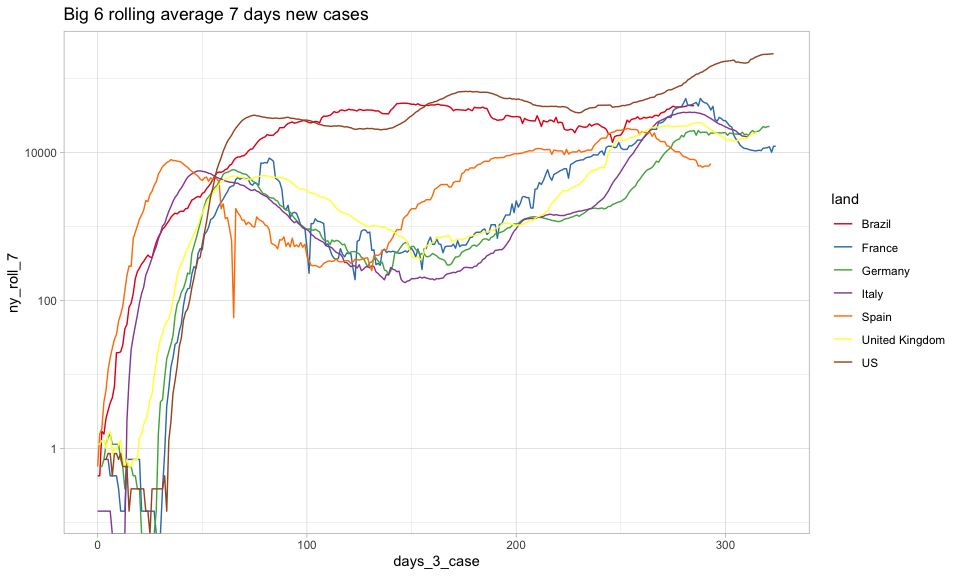 Big 6 rolling average 7 days new cases
ny_roll_7
10000
100
1
0
100
200
300
days_3_case
land
Brazil
France
Germany
Italy
Spain
United Kingdom
US